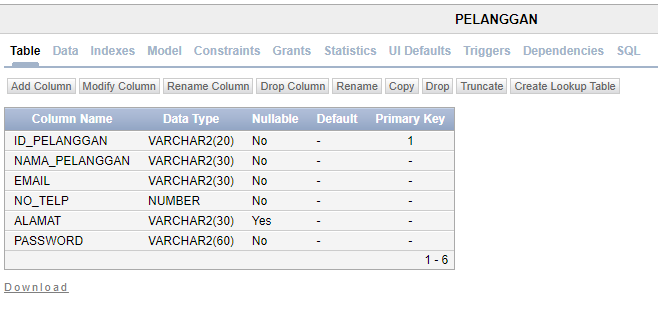 PELANGGAN
Table Data Indexes Model Constraints Grants Statistics UI Defaults Triggers Dependencies SQL
Add Column Modify Column Rename Column Drop Column Rename Copy Drop Truncate Create Lookup Table
Column Name Data Type Nullable Default Primary Key
ID_PELANGGAN VARCHAR2(20) No - 1
NAMA_PELANGGAN VARCHAR2(30) No - -
EMAIL VARCHAR2(30) No - -
NO_TELP NUMBER No - -
ALAMAT VARCHAR2(30) Yes - -
PASSWORD VARCHAR2(60) No - -
1 - 6
Download